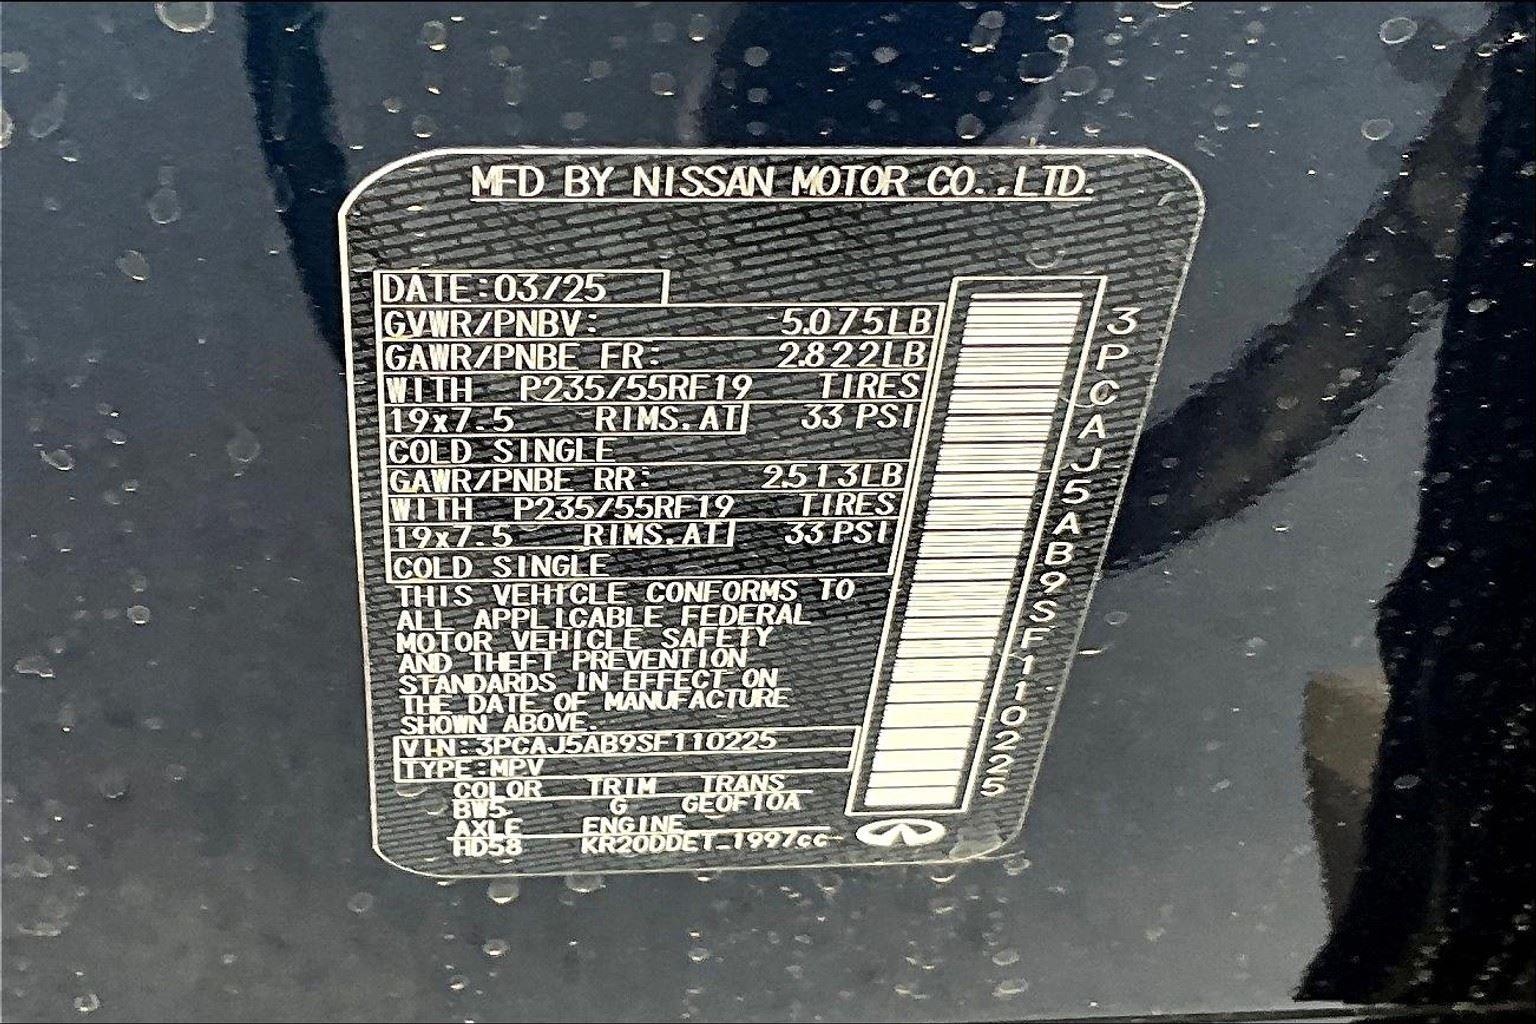 MFD BY NISSAN MOTOR CO.,LTD.
DATE:03/25
GVWR/PNBV: 5.075LB
GAWR/PNBE FR: 2.822LB
WITH P235/55RF19 TIRES
19x7.5 RIMS.AT 33 PSI
COLD SINGLE
GAWR/PNBE RR: 2.513LB
WITH P235/55RF19 TIRES
19x7.5 RIMS.AT 33 PSI
COLD SINGLE
THIS VEHICLE CONFORMS TO
ALL APPLICABLE FEDERAL
MOTOR VEHICLE SAFETY
AND THEFT PREVENTION
STANDARDS IN EFFECT ON
THE DATE OF MANUFACTURE
SHOWN ABOVE.
VIN:3PCAJ5AB9SF110225
TYPE:MPV
COLOR TRIM TRANS
BW5 G GE0F10A
AXLE ENGINE
HD58 KR20DDET 1997cc
3PCAJ5AB9SF110225